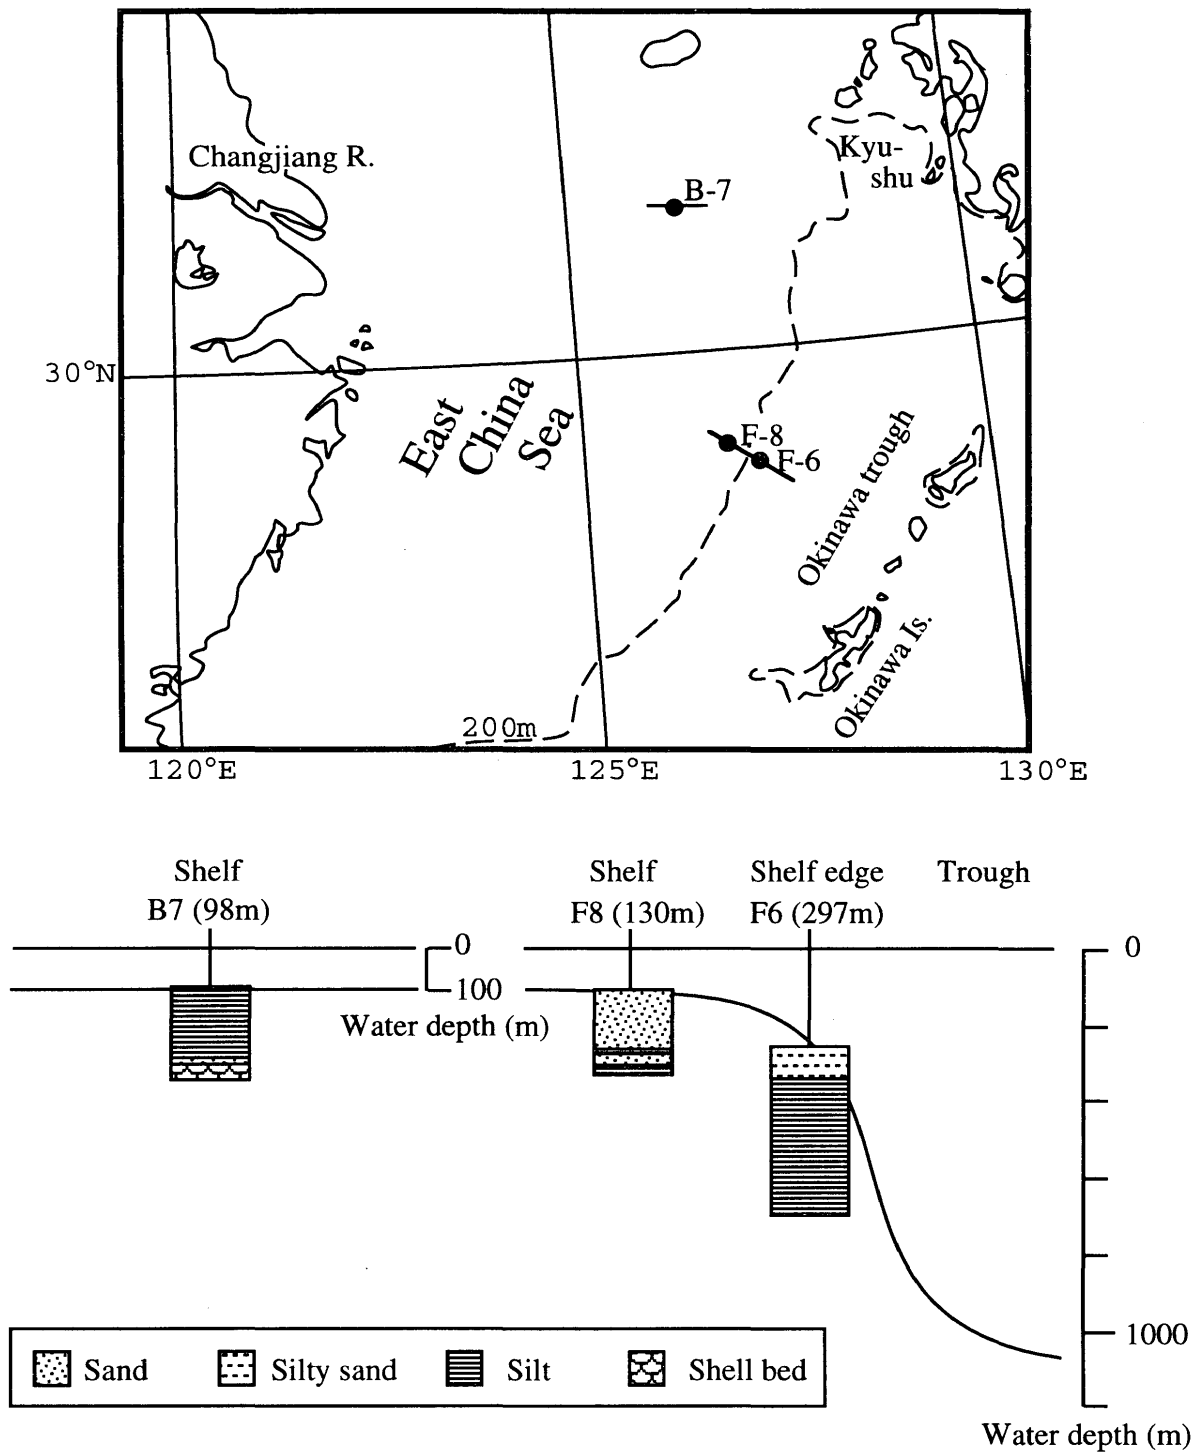 Changjiang R.
Kyu-
shu
B-7
30°N
East
China
Sea
F-8
F-6
Okinawa trough
Okinawa Is.
200m
120°E
125°E
130°E
Shelf
B7 (98m)
Shelf
F8 (130m)
Shelf edge
F6 (297m)
Trough
0
100
Water depth (m)
0
1000
Water depth (m)
Sand
Silty sand
Silt
Shell bed